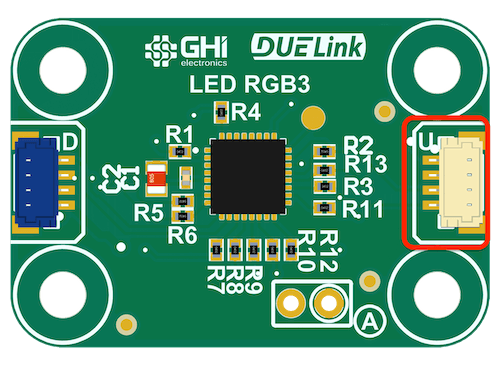 GHI electronics DUELink
LED RGB3
R4
D
U
R1
R2
R13
C2
C1
R3
R5
R11
R6
R7
R8
R9
R10
R12
A